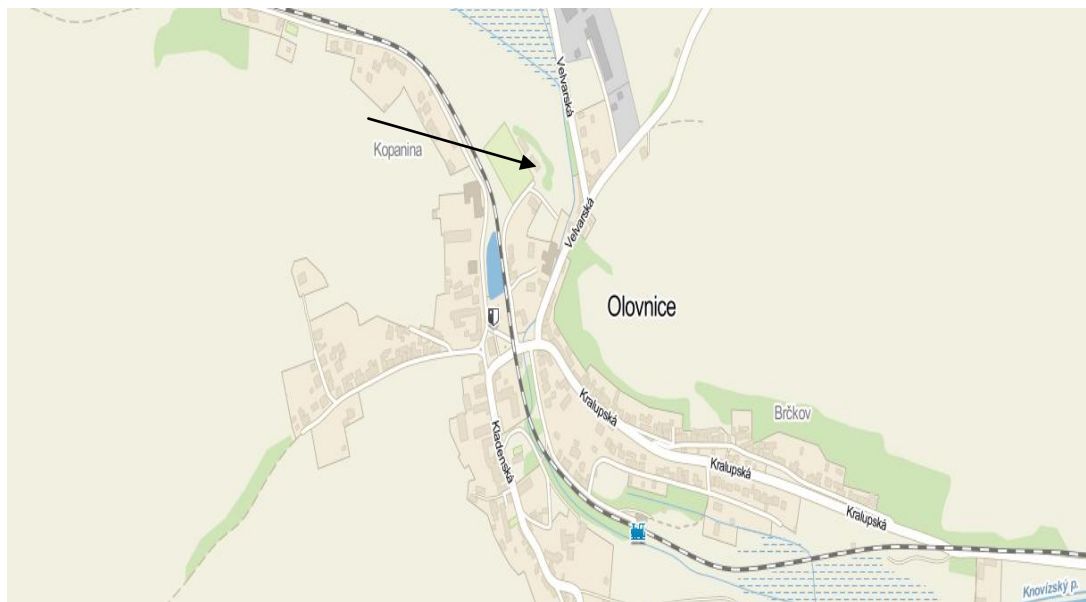 Velvarská
Kopanina
Velvarská
Olovnice
Kralupská
Brčkov
Kladenská
Kralupská
Kralupská
Knovízský p.